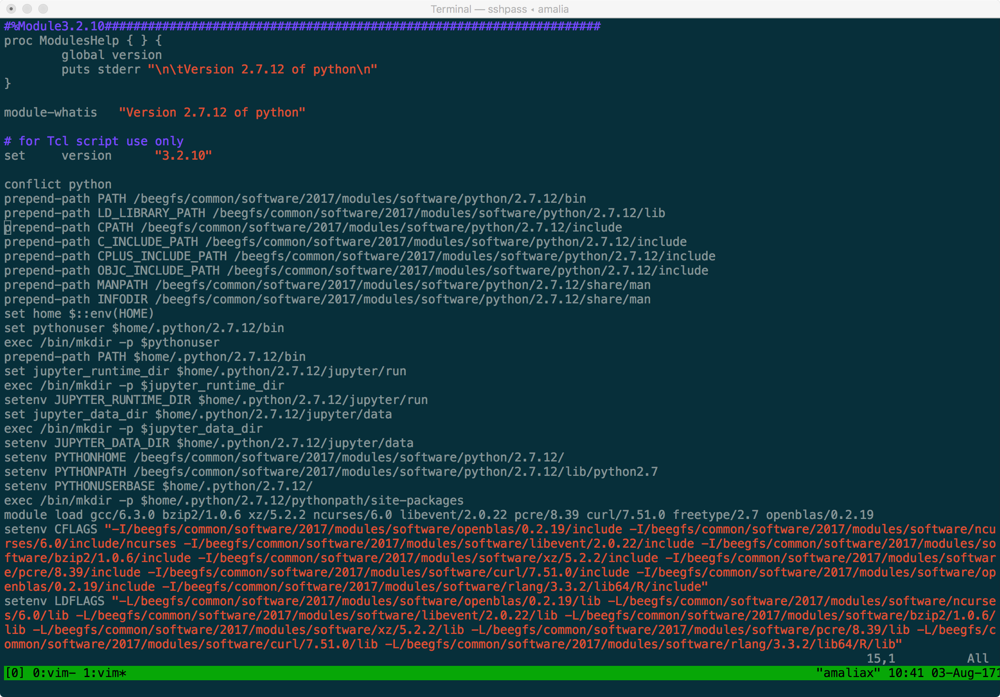 Terminal — sshpass ◂ amalia
#%Module3.2.10#####################################################################
proc ModulesHelp { } {
        global version
        puts stderr "\n\tVersion 2.7.12 of python\n"
}
module-whatis   "Version 2.7.12 of python"
# for Tcl script use only
set     version      "3.2.10"
conflict python
prepend-path PATH /beegfs/common/software/2017/modules/software/python/2.7.12/bin
prepend-path LD_LIBRARY_PATH /beegfs/common/software/2017/modules/software/python/2.7.12/lib
prepend-path CPATH /beegfs/common/software/2017/modules/software/python/2.7.12/include
prepend-path C_INCLUDE_PATH /beegfs/common/software/2017/modules/software/python/2.7.12/include
prepend-path CPLUS_INCLUDE_PATH /beegfs/common/software/2017/modules/software/python/2.7.12/include
prepend-path OBJC_INCLUDE_PATH /beegfs/common/software/2017/modules/software/python/2.7.12/include
prepend-path MANPATH /beegfs/common/software/2017/modules/software/python/2.7.12/share/man
prepend-path INFODIR /beegfs/common/software/2017/modules/software/python/2.7.12/share/man
set home $::env(HOME)
set pythonuser $home/.python/2.7.12/bin
exec /bin/mkdir -p $pythonuser
prepend-path PATH $home/.python/2.7.12/bin
set jupyter_runtime_dir $home/.python/2.7.12/jupyter/run
exec /bin/mkdir -p $jupyter_runtime_dir
setenv JUPYTER_RUNTIME_DIR $home/.python/2.7.12/jupyter/run
set jupyter_data_dir $home/.python/2.7.12/jupyter/data
exec /bin/mkdir -p $jupyter_data_dir
setenv JUPYTER_DATA_DIR $home/.python/2.7.12/jupyter/data
setenv PYTHONHOME /beegfs/common/software/2017/modules/software/python/2.7.12/
setenv PYTHONPATH /beegfs/common/software/2017/modules/software/python/2.7.12/lib/python2.7
setenv PYTHONUSERBASE $home/.python/2.7.12/
exec /bin/mkdir -p $home/.python/2.7.12/pythonpath/site-packages
module load gcc/6.3.0 bzip2/1.0.6 xz/5.2.2 ncurses/6.0 libevent/2.0.22 pcre/8.39 curl/7.51.0 freetype/2.7 openblas/0.2.19
setenv CFLAGS "-I/beegfs/common/software/2017/modules/software/openblas/0.2.19/include -I/beegfs/common/software/2017/modules/software/ncu
rses/6.0/include/ncurses -I/beegfs/common/software/2017/modules/software/libevent/2.0.22/include -I/beegfs/common/software/2017/modules/so
ftware/bzip2/1.0.6/include -I/beegfs/common/software/2017/modules/software/xz/5.2.2/include -I/beegfs/common/software/2017/modules/softwar
e/pcre/8.39/include -I/beegfs/common/software/2017/modules/software/curl/7.51.0/include -I/beegfs/common/software/2017/modules/software/op
enblas/0.2.19/include -I/beegfs/common/software/2017/modules/software/rlang/3.3.2/lib64/R/include"
setenv LDFLAGS "-L/beegfs/common/software/2017/modules/software/openblas/0.2.19/lib -L/beegfs/common/software/2017/modules/software/ncurse
s/6.0/lib -L/beegfs/common/software/2017/modules/software/libevent/2.0.22/lib -L/beegfs/common/software/2017/modules/software/bzip2/1.0.6/
lib -L/beegfs/common/software/2017/modules/software/xz/5.2.2/lib -L/beegfs/common/software/2017/modules/software/pcre/8.39/lib -L/beegfs/c
ommon/software/2017/modules/software/curl/7.51.0/lib -L/beegfs/common/software/2017/modules/software/rlang/3.3.2/lib64/R/lib"
15,1          All
[0] 0:vim- 1:vim*          "amaliax" 10:41 03-Aug-171